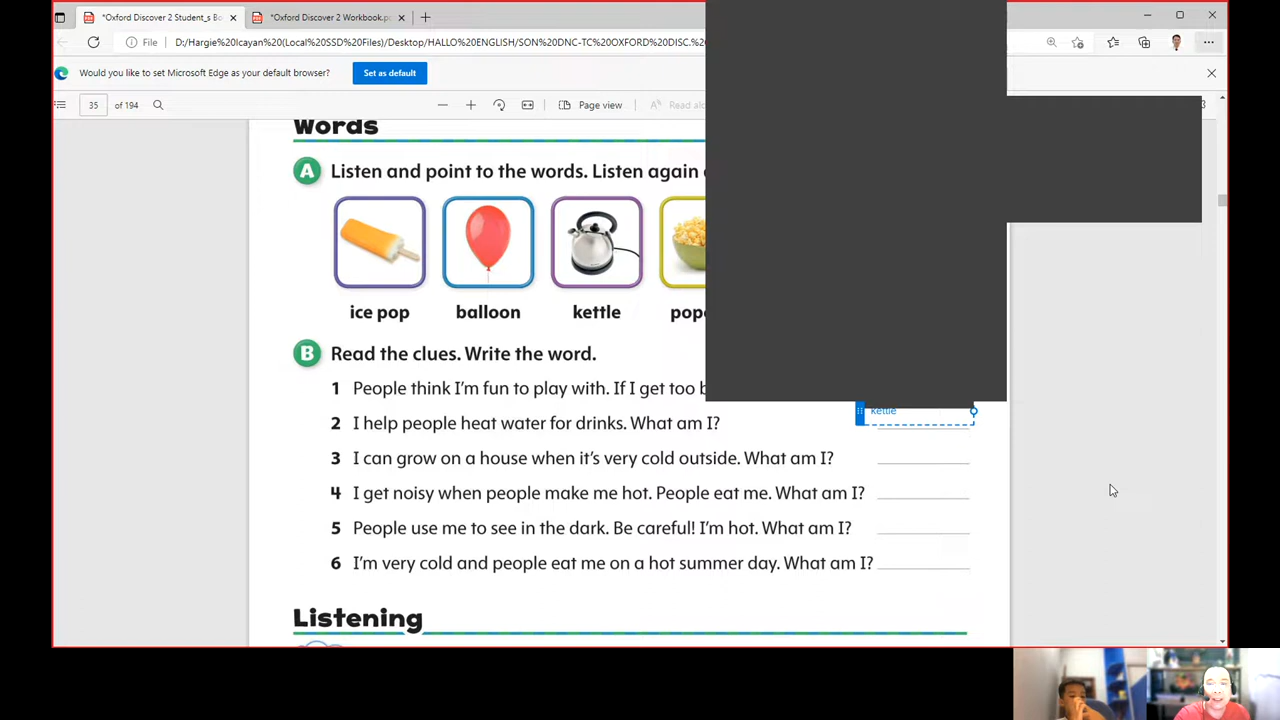 *Oxford Discover 2 Student_s Bo
*Oxford Discover 2 Workbook.p
File
D:/Hargie%20Icayan%20(Local%20SSD%20Files)/Desktop/HALLO%20ENGLISH/SON%20DNC-TC%20OXFORD%20DISC.%
Would you like to set Microsoft Edge as your default browser?
Set as default
35
of 194
Page view
Read al
Words
A Listen and point to the words. Listen again
ice pop
balloon
kettle
pop
B Read the clues. Write the word.
1 People think I'm fun to play with. If I get too b
kettle
2 I help people heat water for drinks. What am I?
3 I can grow on a house when it's very cold outside. What am I?
4 I get noisy when people make me hot. People eat me. What am I?
5 People use me to see in the dark. Be careful! I'm hot. What am I?
6 I'm very cold and people eat me on a hot summer day. What am I?
Listening